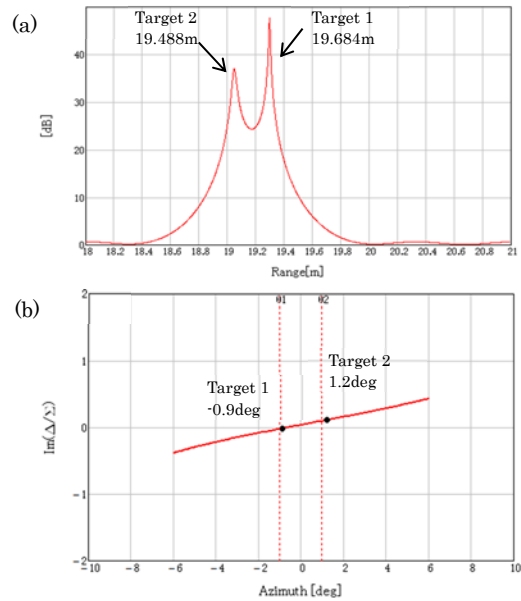 (a)
Target 2
19.488m
Target 1
19.684m
50
40
30
20
10
0
[dB]
18 18.2 18.4 18.6 18.8 19 19.2 19.4 19.6 19.8 20 20.2 20.4 20.6 20.8 21
Range[m]
(b)
θ1 θ2
2
1
0
-1
-2
Im(Δ/Σ)
Target 2
1.2deg
Target 1
-0.9deg
-10 -8 -6 -4 -2 0 2 4 6 8 10
Azimuth [deg]